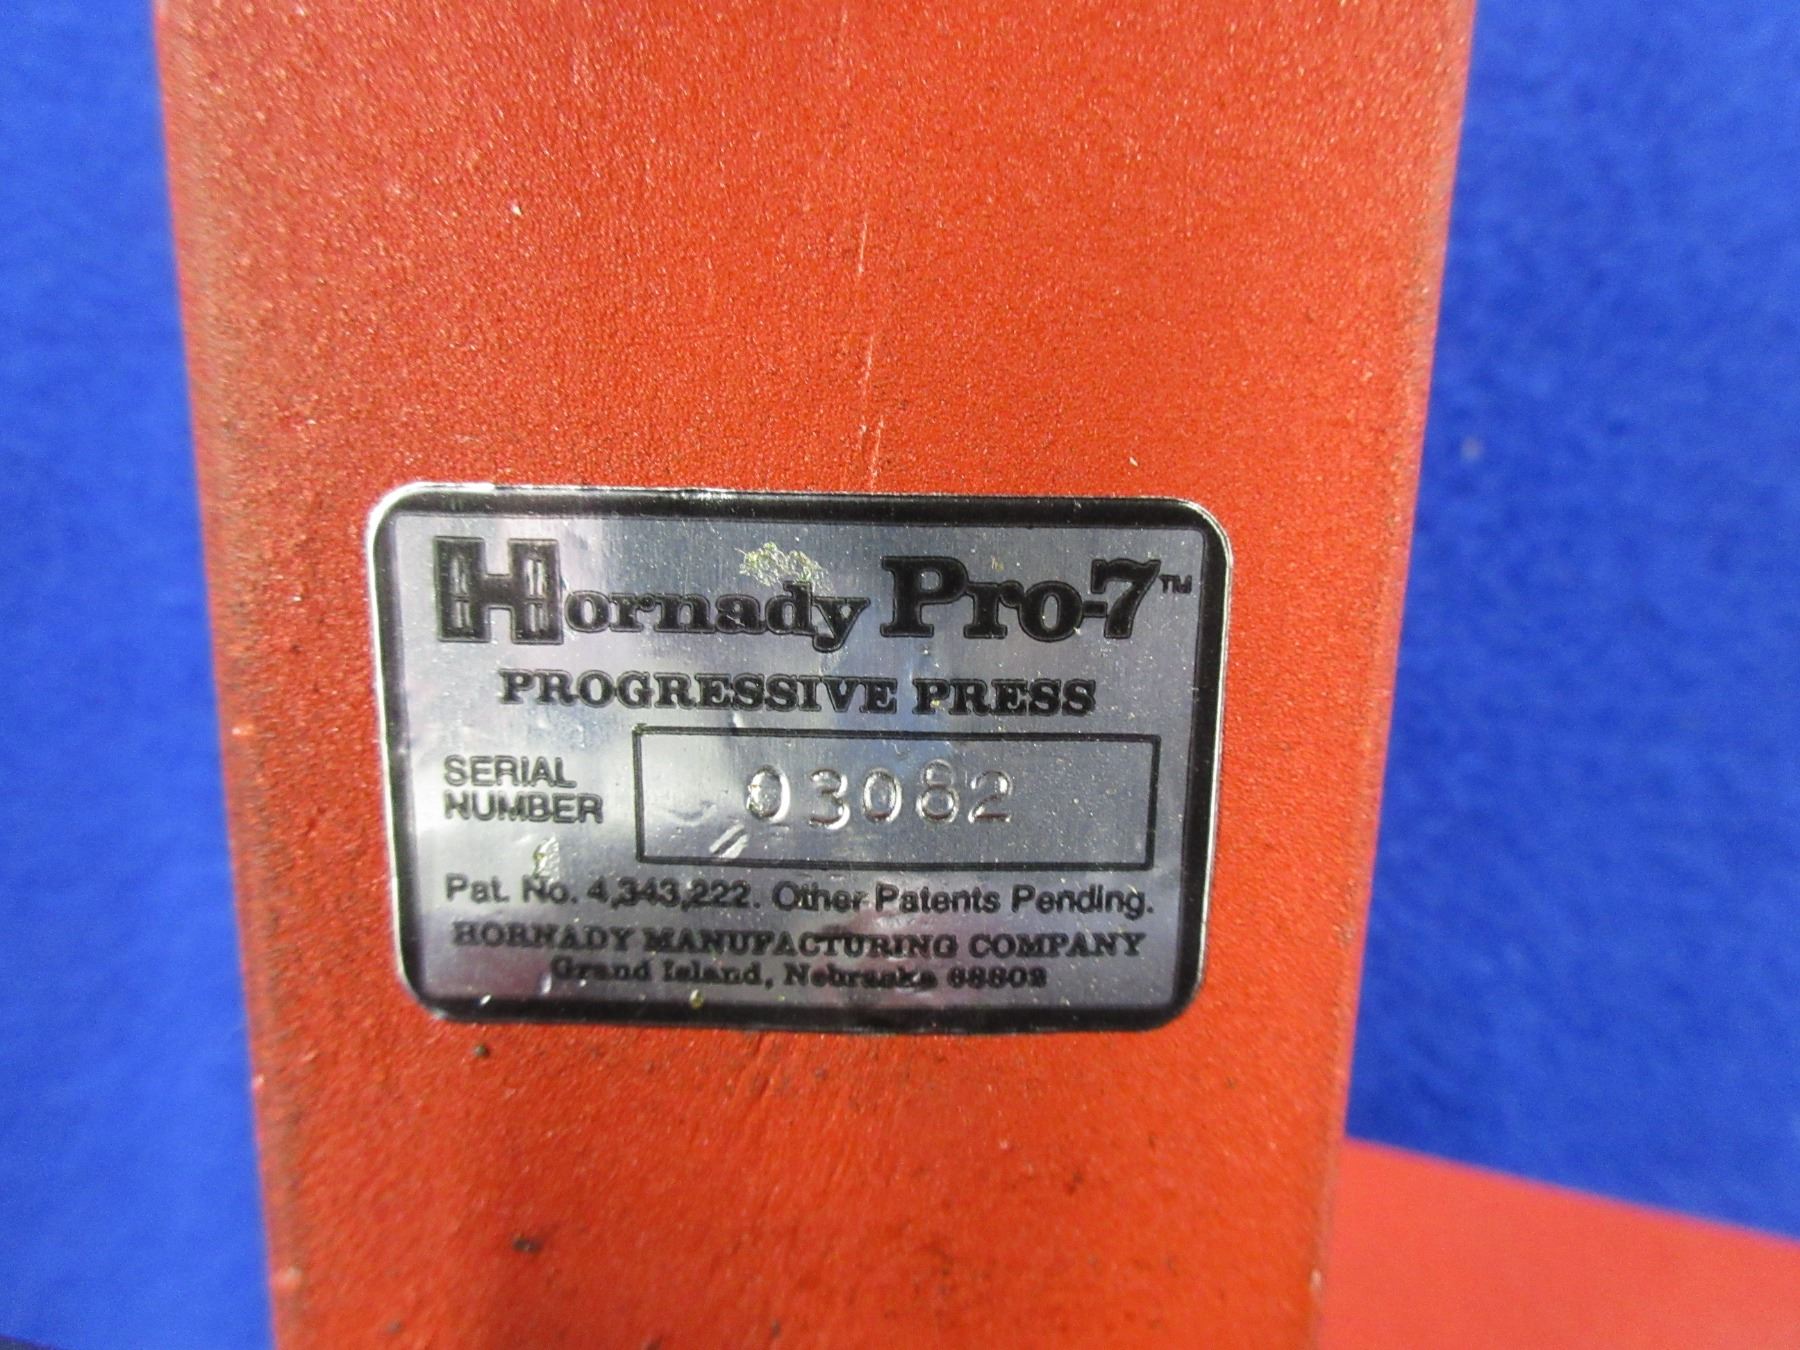 Hornady Pro-7™
PROGRESSIVE PRESS
SERIAL
NUMBER
03082
Pat. No. 4,343,222. Other Patents Pending.
HORNADY MANUFACTURING COMPANY
Grand Island, Nebraska 68802